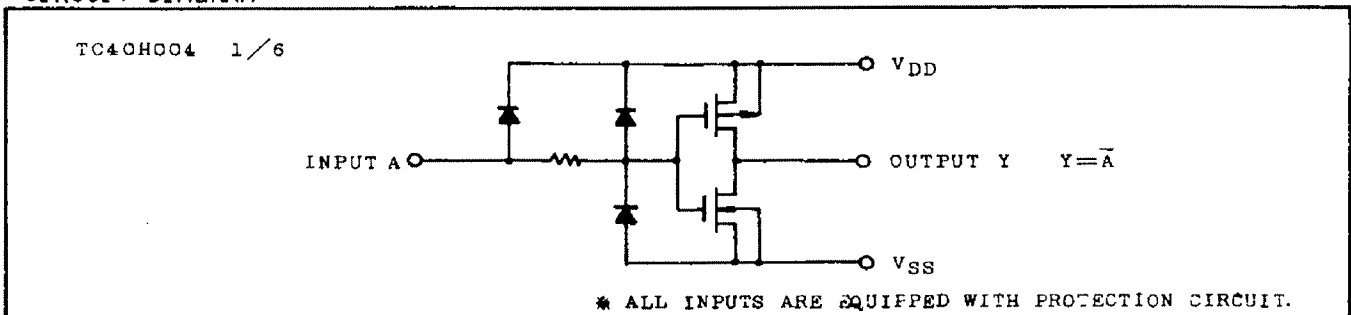 TC40H004 1/6
VDD
INPUT A
OUTPUT Y Y=A̅
VSS
* ALL INPUTS ARE EQUIPPED WITH PROTECTION CIRCUIT.